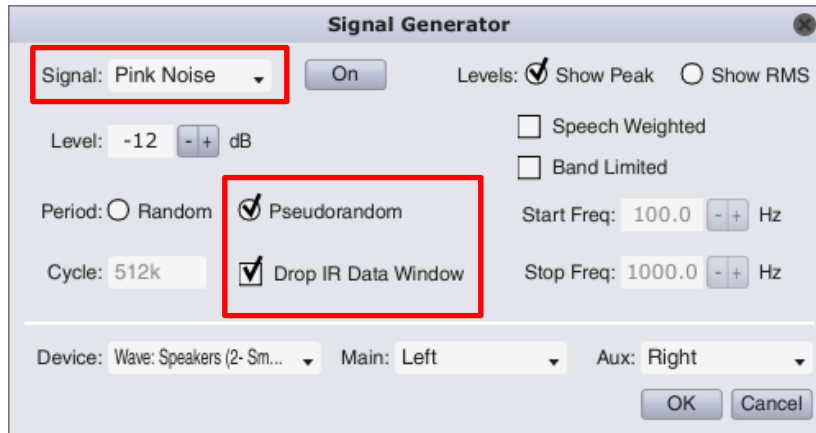 Signal Generator
Signal: Pink Noise On Levels: Show Peak Show RMS
Level: -12 - + dB Speech Weighted
Band Limited
Period: Random Pseudorandom Start Freq: 100.0 - + Hz
Cycle: 512k Drop IR Data Window Stop Freq: 1000.0 - + Hz
Device: Wave: Speakers (2- Sm... Main: Left Aux: Right
OK Cancel